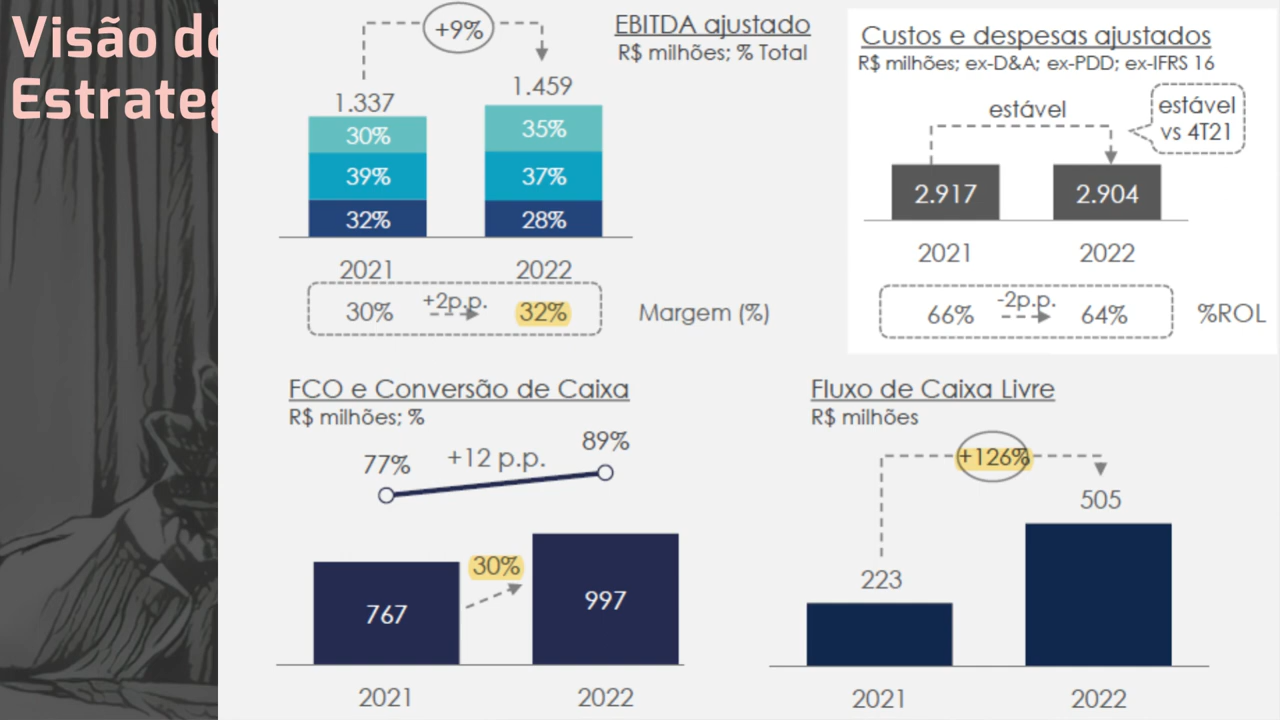 Visão do
Estrateg
+9%
EBITDA ajustado
R$ milhões; % Total
1.337
1.459
30%
35%
39%
37%
32%
28%
2021
2022
30%
+2p.p.
32%
Margem (%)
Custos e despesas ajustados
R$ milhões; ex-D&A; ex-PDD; ex-IFRS 16
estável
estável
vs 4T21
2.917
2.904
2021
2022
66%
-2p.p.
64%
%ROL
FCO e Conversão de Caixa
R$ milhões; %
77%
+12 p.p.
89%
767
30%
997
2021
2022
Fluxo de Caixa Livre
R$ milhões
+126%
223
505
2021
2022